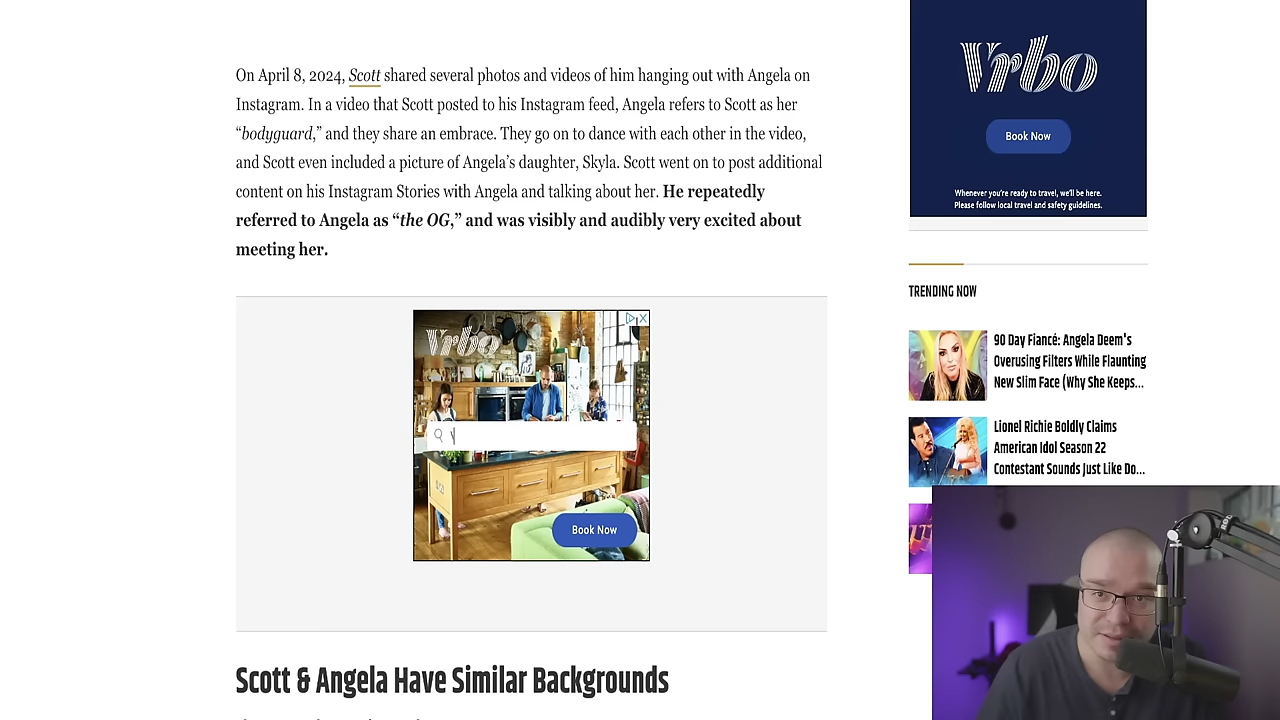 On April 8, 2024, Scott shared several photos and videos of him hanging out with Angela on
Instagram. In a video that Scott posted to his Instagram feed, Angela refers to Scott as her
“bodyguard,” and they share an embrace. They go on to dance with each other in the video,
and Scott even included a picture of Angela’s daughter, Skyla. Scott went on to post additional
content on his Instagram Stories with Angela and talking about her. He repeatedly
referred to Angela as “the OG,” and was visibly and audibly very excited about
meeting her.
Vrbo
Book Now
Scott & Angela Have Similar Backgrounds
Vrbo
Book Now
Whenever you’re ready to travel, we’ll be here.
Please follow local travel and safety guidelines.
TRENDING NOW
90 Day Fiancé: Angela Deem's
Overusing Filters While Flaunting
New Slim Face (Why She Keeps...
Lionel Richie Boldly Claims
American Idol Season 22
Contestant Sounds Just Like Do...